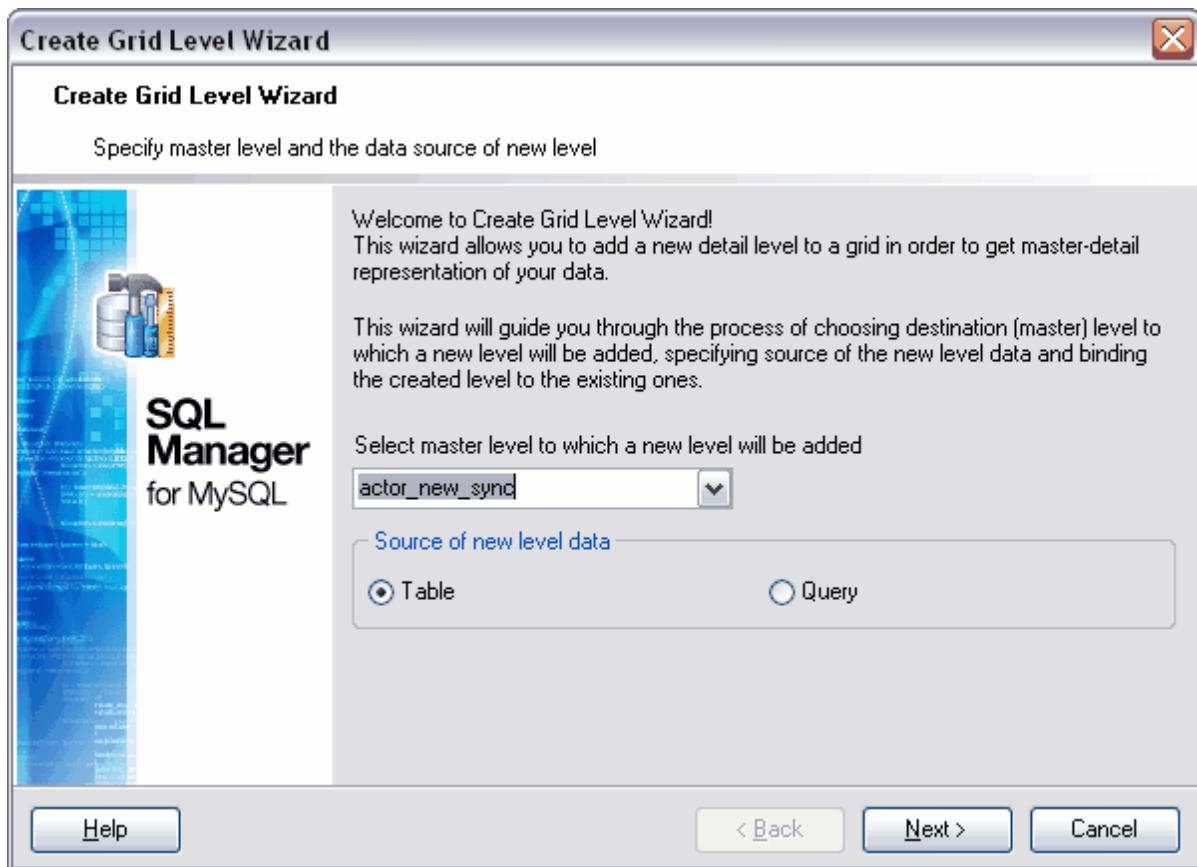 Create Grid Level Wizard
Create Grid Level Wizard
Specify master level and the data source of new level
Welcome to Create Grid Level Wizard!
This wizard allows you to add a new detail level to a grid in order to get master-detail
representation of your data.
This wizard will guide you through the process of choosing destination (master) level to
which a new level will be added, specifying source of the new level data and binding
the created level to the existing ones.
SQL
Manager
for MySQL
Select master level to which a new level will be added
actor_new_sync
Source of new level data
Table
Query
Help
< Back
Next >
Cancel